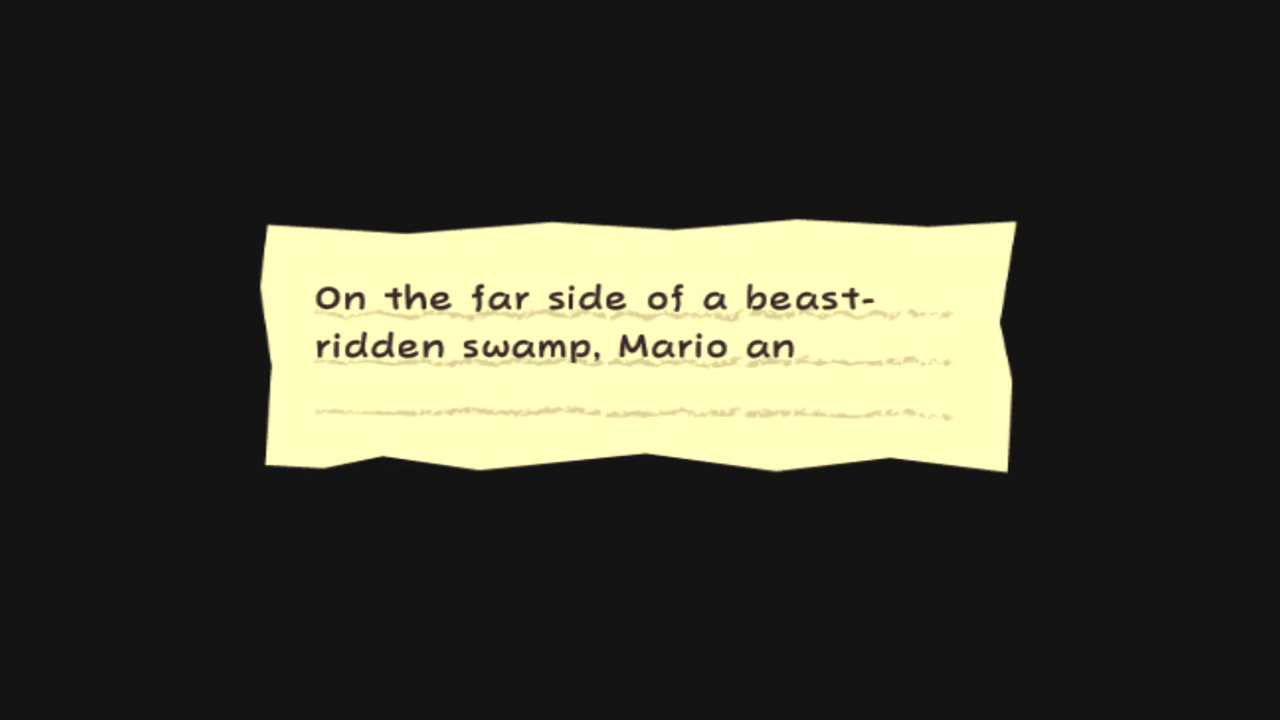 On the far side of a beast-
ridden swamp, Mario an